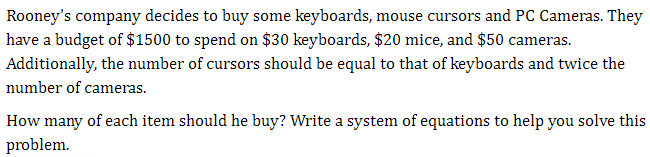 Rooney's company decides to buy some keyboards, mouse cursors and PC Cameras. They
have a budget of $1500 to spend on $30 keyboards, $20 mice, and $50 cameras.
Additionally, the number of cursors should be equal to that of keyboards and twice the
number of cameras.
How many of each item should he buy? Write a system of equations to help you solve this
problem.